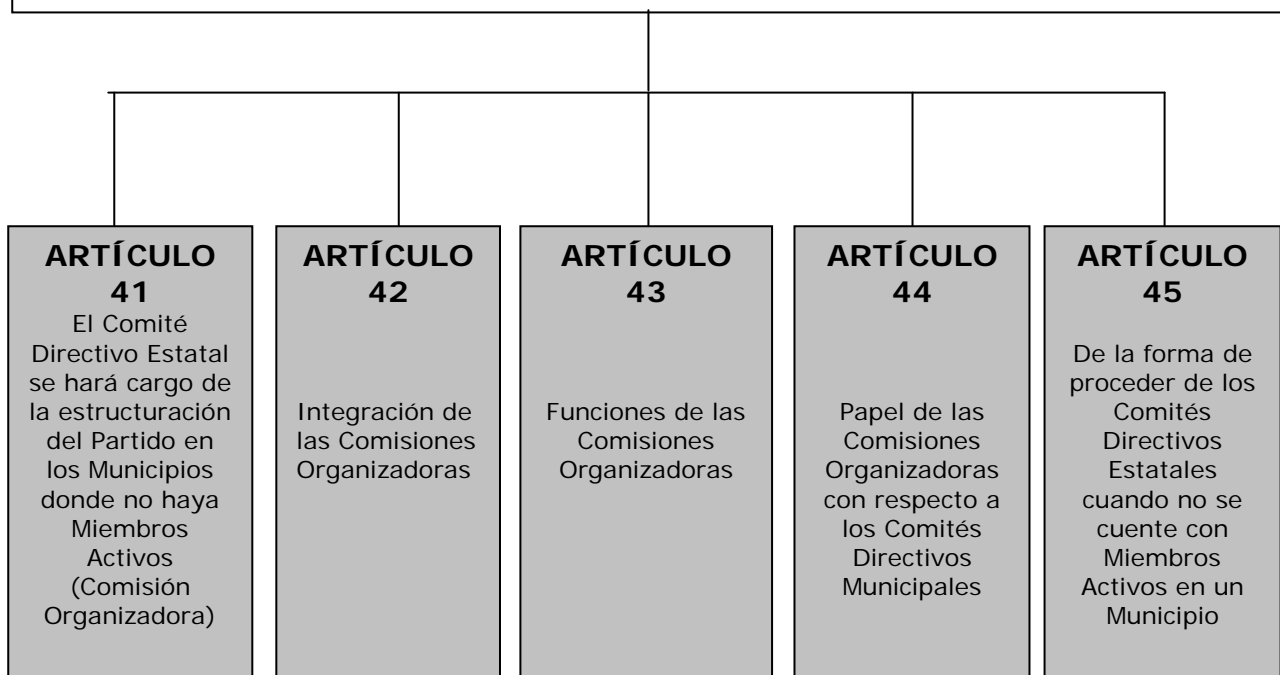 ARTÍCULO
41
El Comité
Directivo Estatal
se hará cargo de
la estructuración
del Partido en
los Municipios
donde no haya
Miembros
Activos
(Comisión
Organizadora)
ARTÍCULO
42
Integración de
las Comisiones
Organizadoras
ARTÍCULO
43
Funciones de las
Comisiones
Organizadoras
ARTÍCULO
44
Papel de las
Comisiones
Organizadoras
con respecto a
los Comités
Directivos
Municipales
ARTÍCULO
45
De la forma de
proceder de los
Comités
Directivos
Estatales
cuando no se
cuente con
Miembros
Activos en un
Municipio